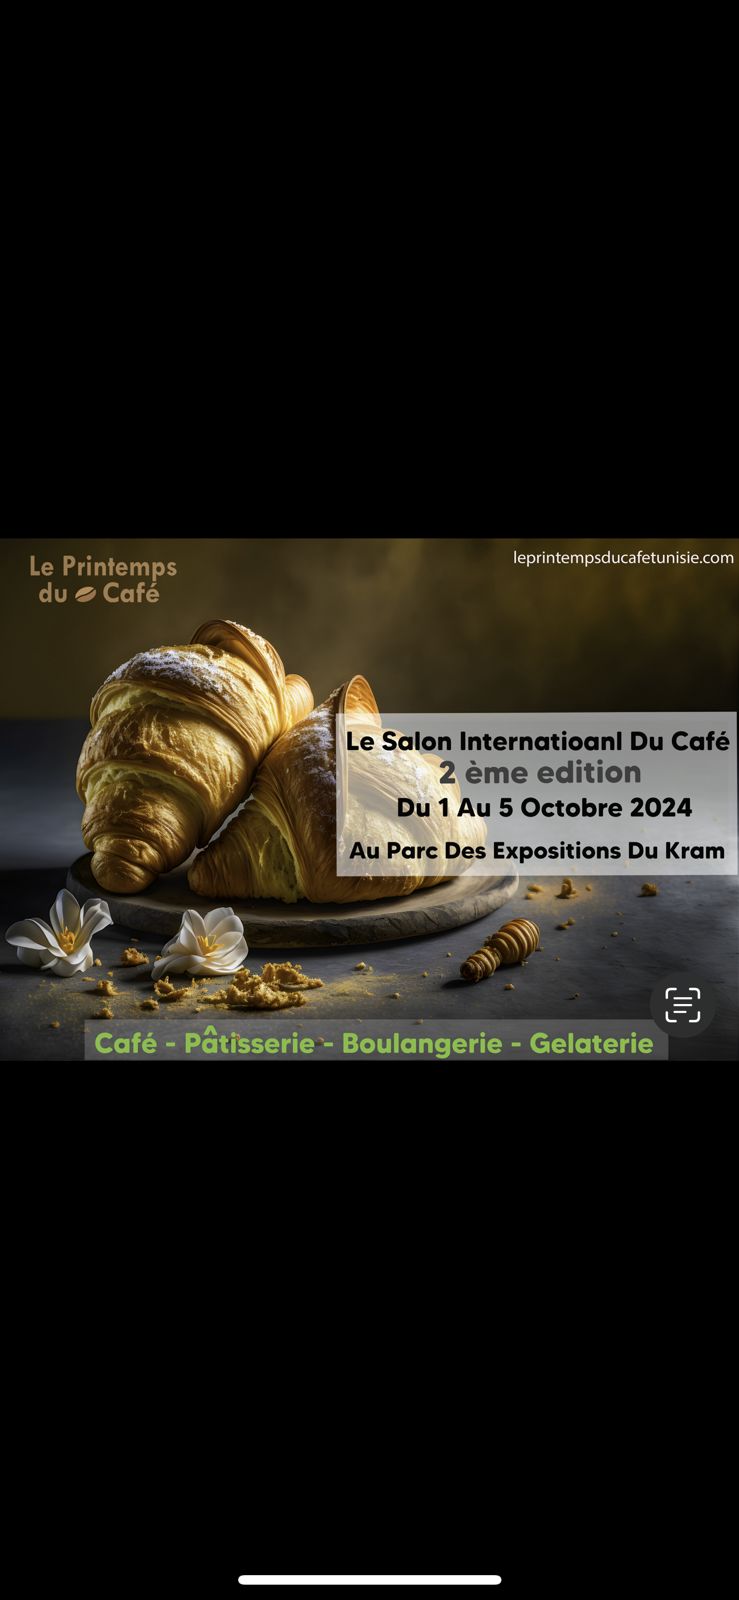 Le Printemps
du Café
leprintempsducafetunisie.com
Le Salon Internatioanl Du Café
2 ème edition
Du 1 Au 5 Octobre 2024
Au Parc Des Expositions Du Kram
Café - Pâtisserie - Boulangerie - Gelaterie